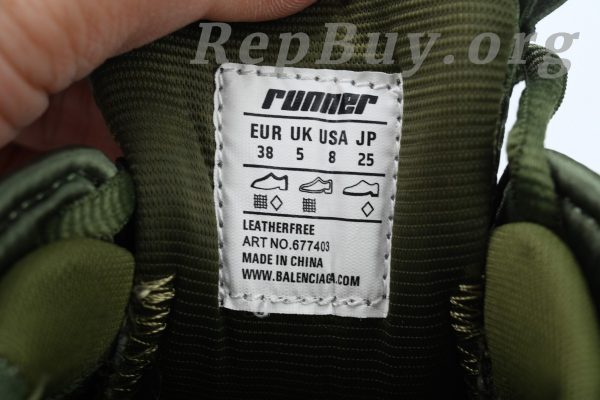 RepBuy.org
runner
EUR UK USA JP
38 5 8 25
LEATHERFREE
ART NO.677403
MADE IN CHINA
WWW.BALENCIAGA.COM